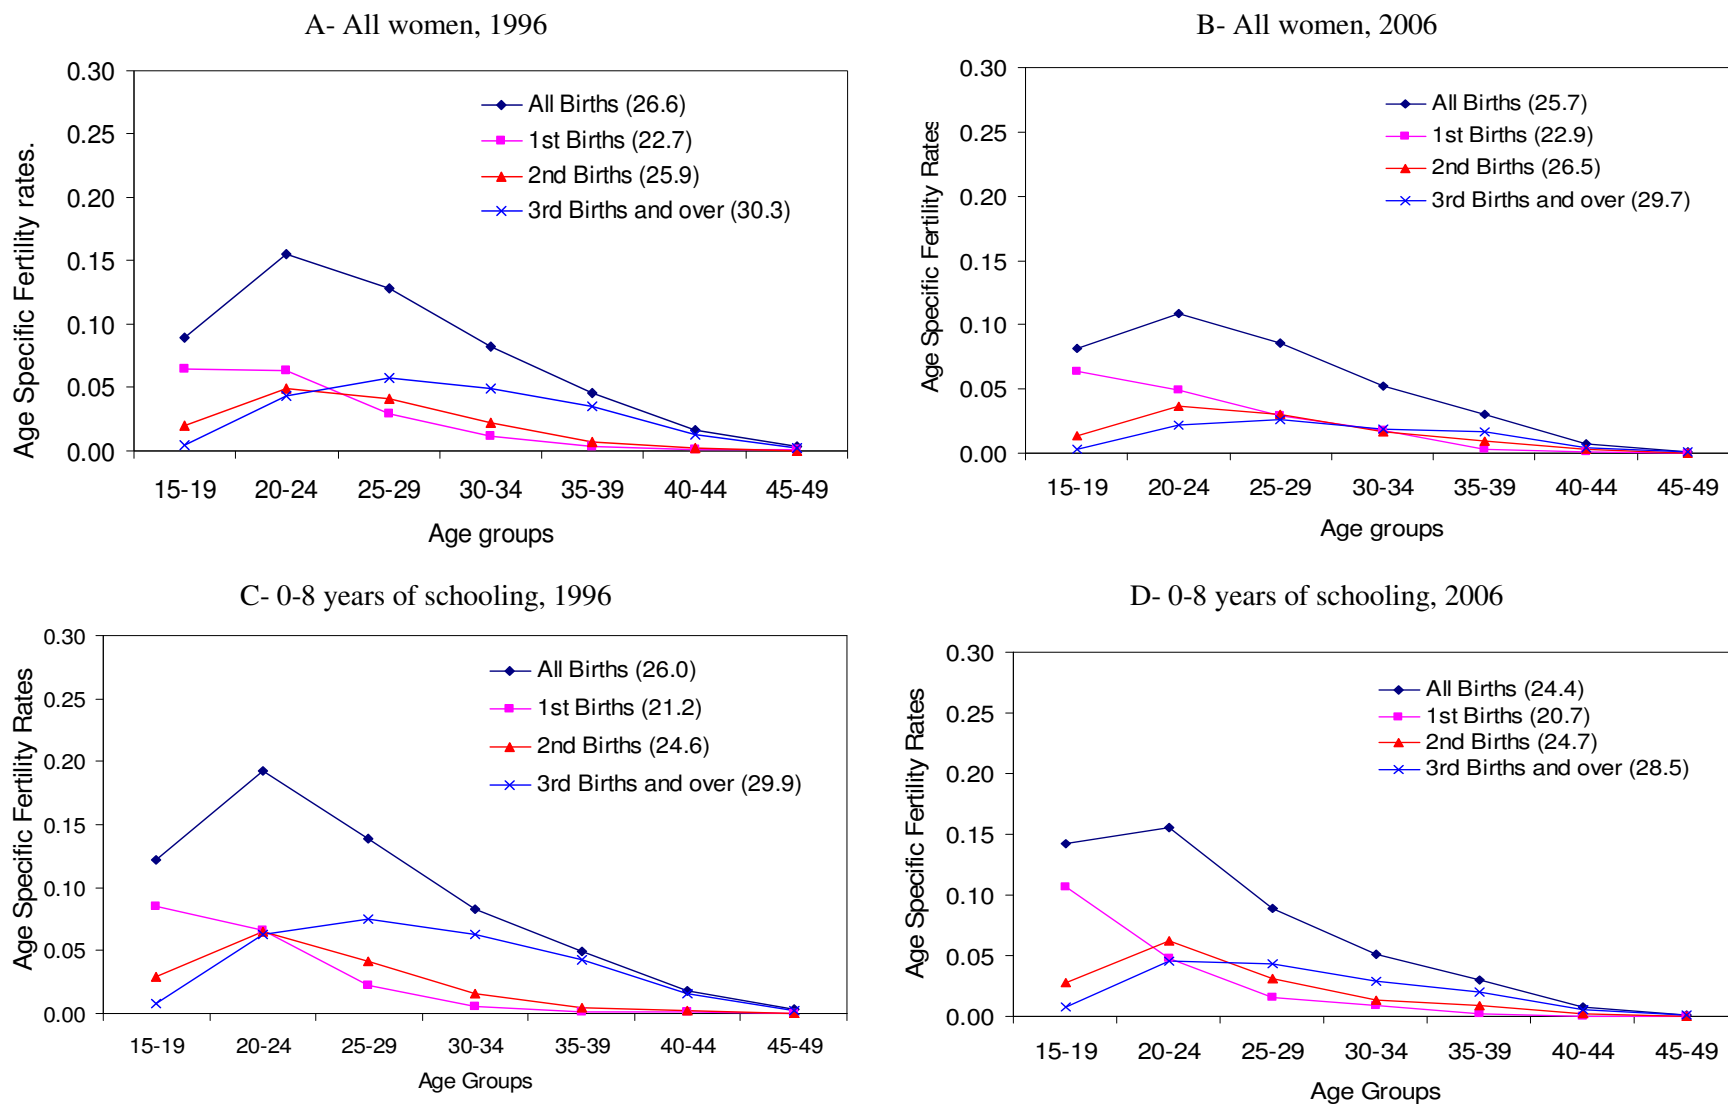 A- All women, 1996
0.30
0.25
0.20
0.15
0.10
0.05
0.00
Age Specific Fertility rates.
All Births (26.6)
1st Births (22.7)
2nd Births (25.9)
3rd Births and over (30.3)
15-19 20-24 25-29 30-34 35-39 40-44 45-49
Age groups
B- All women, 2006
0.30
0.25
0.20
0.15
0.10
0.05
0.00
Age Specific Fertility Rates
All Births (25.7)
1st Births (22.9)
2nd Births (26.5)
3rd Births and over (29.7)
15-19 20-24 25-29 30-34 35-39 40-44 45-49
Age groups
C- 0-8 years of schooling, 1996
0.30
0.25
0.20
0.15
0.10
0.05
0.00
Age Specific Fertility Rates
All Births (26.0)
1st Births (21.2)
2nd Births (24.6)
3rd Births and over (29.9)
15-19 20-24 25-29 30-34 35-39 40-44 45-49
Age Groups
D- 0-8 years of schooling, 2006
0.30
0.25
0.20
0.15
0.10
0.05
0.00
Age Specific Fertility Rates
All Births (24.4)
1st Births (20.7)
2nd Births (24.7)
3rd Births and over (28.5)
15-19 20-24 25-29 30-34 35-39 40-44 45-49
Age Groups